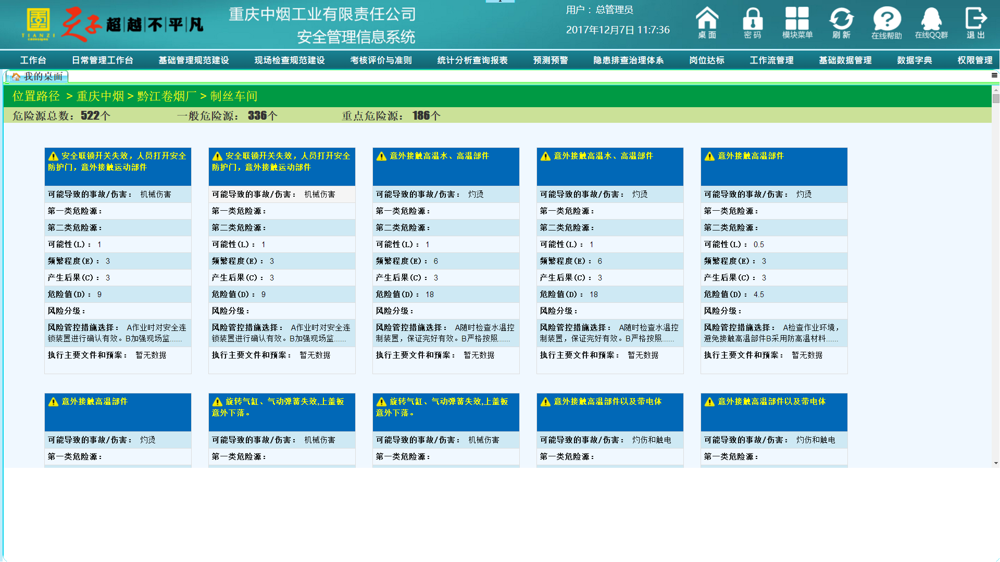 TIANZI
天子 超越不平凡
重庆中烟工业有限责任公司
安全管理信息系统
用户： 总管理员
2017年12月7日 11:7:36
桌 面 密 码 模块菜单 刷 新 在线帮助 在线QQ群 退 出
工作台 日常管理工作台 基础管理规范建设 现场检查规范建设 考核评价与准则 统计分析查询报表 预测预警 隐患排查治理体系 岗位达标 工作流管理 基础数据管理 数据字典 权限管理
我的桌面
位置路径 > 重庆中烟 > 黔江卷烟厂 > 制丝车间
危险源总数： 522个 一般危险源： 336个 重点危险源： 186个
安全联锁开关失效，人员打开安全
防护门，意外接触运动部件
可能导致的事故/伤害： 机械伤害
第一类危险源：
第二类危险源：
可能性(L)： 1
频繁程度(E)： 3
产生后果(C)： 3
危险值(D)： 9
风险分级：
风险管控措施选择： A作业时对安全连
锁装置进行确认有效。B加强现场监......
执行主要文件和预案： 暂无数据
安全联锁开关失效，人员打开安全
防护门，意外接触运动部件
可能导致的事故/伤害： 机械伤害
第一类危险源：
第二类危险源：
可能性(L)： 1
频繁程度(E)： 3
产生后果(C)： 3
危险值(D)： 9
风险分级：
风险管控措施选择： A作业时对安全连
锁装置进行确认有效。B加强现场监......
执行主要文件和预案： 暂无数据
意外接触高温水、高温部件
可能导致的事故/伤害： 灼烫
第一类危险源：
第二类危险源：
可能性(L)： 1
频繁程度(E)： 6
产生后果(C)： 3
危险值(D)： 18
风险分级：
风险管控措施选择： A随时检查水温控
制装置，保证完好有效。B严格按照......
执行主要文件和预案： 暂无数据
意外接触高温水、高温部件
可能导致的事故/伤害： 灼烫
第一类危险源：
第二类危险源：
可能性(L)： 1
频繁程度(E)： 6
产生后果(C)： 3
危险值(D)： 18
风险分级：
风险管控措施选择： A随时检查水温控
制装置，保证完好有效。B严格按照......
执行主要文件和预案： 暂无数据
意外接触高温部件
可能导致的事故/伤害： 灼烫
第一类危险源：
第二类危险源：
可能性(L)： 0.5
频繁程度(E)： 3
产生后果(C)： 3
危险值(D)： 4.5
风险分级：
风险管控措施选择： A检查作业环境，
避免接触高温部件B采用防高温材料......
执行主要文件和预案： 暂无数据
意外接触高温部件
可能导致的事故/伤害： 灼烫
第一类危险源：
旋转气缸、气动弹簧失效,上盖板
意外下落。
可能导致的事故/伤害： 机械伤害
第一类危险源：
旋转气缸、气动弹簧失效,上盖板
意外下落。
可能导致的事故/伤害： 机械伤害
第一类危险源：
意外接触高温部件以及带电体
可能导致的事故/伤害： 灼伤和触电
第一类危险源：
意外接触高温部件以及带电体
可能导致的事故/伤害： 灼伤和触电
第一类危险源：